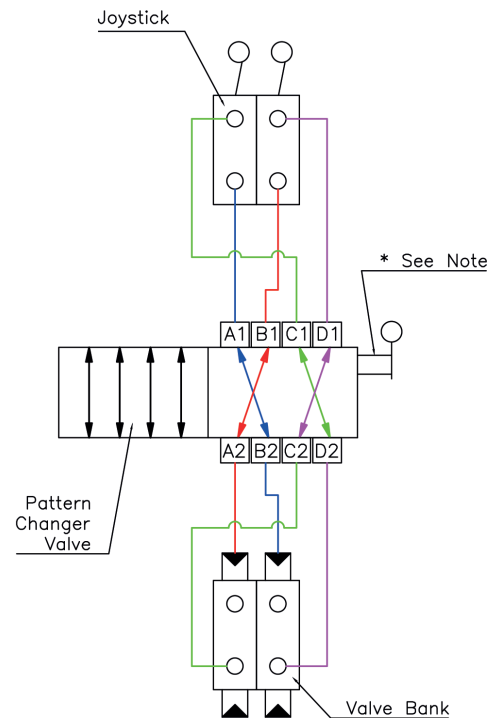 Joystick
* See Note
A1 B1 C1 D1
A2 B2 C2 D2
Pattern
Changer
Valve
Valve Bank